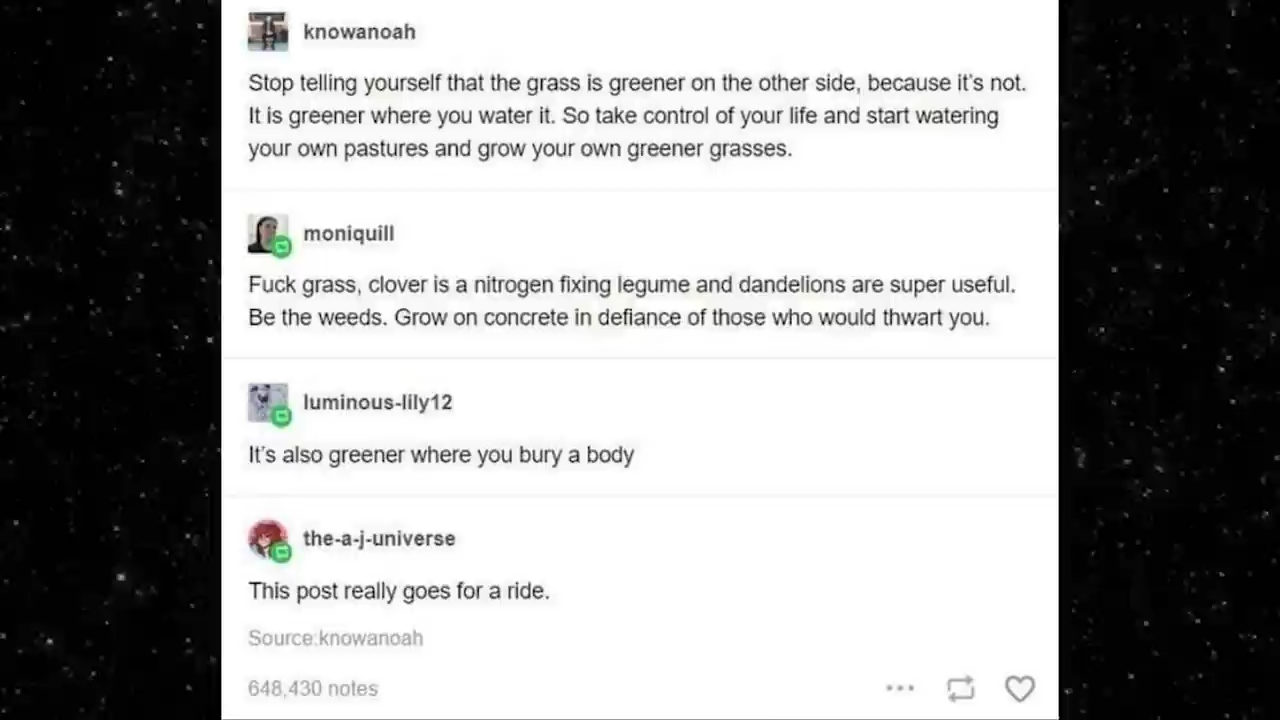 knowanoah
Stop telling yourself that the grass is greener on the other side, because it's not.
It is greener where you water it. So take control of your life and start watering
your own pastures and grow your own greener grasses.
moniquill
Fuck grass, clover is a nitrogen fixing legume and dandelions are super useful.
Be the weeds. Grow on concrete in defiance of those who would thwart you.
luminous-lily12
It's also greener where you bury a body
the-a-j-universe
This post really goes for a ride.
Source:knowanoah
648,430 notes